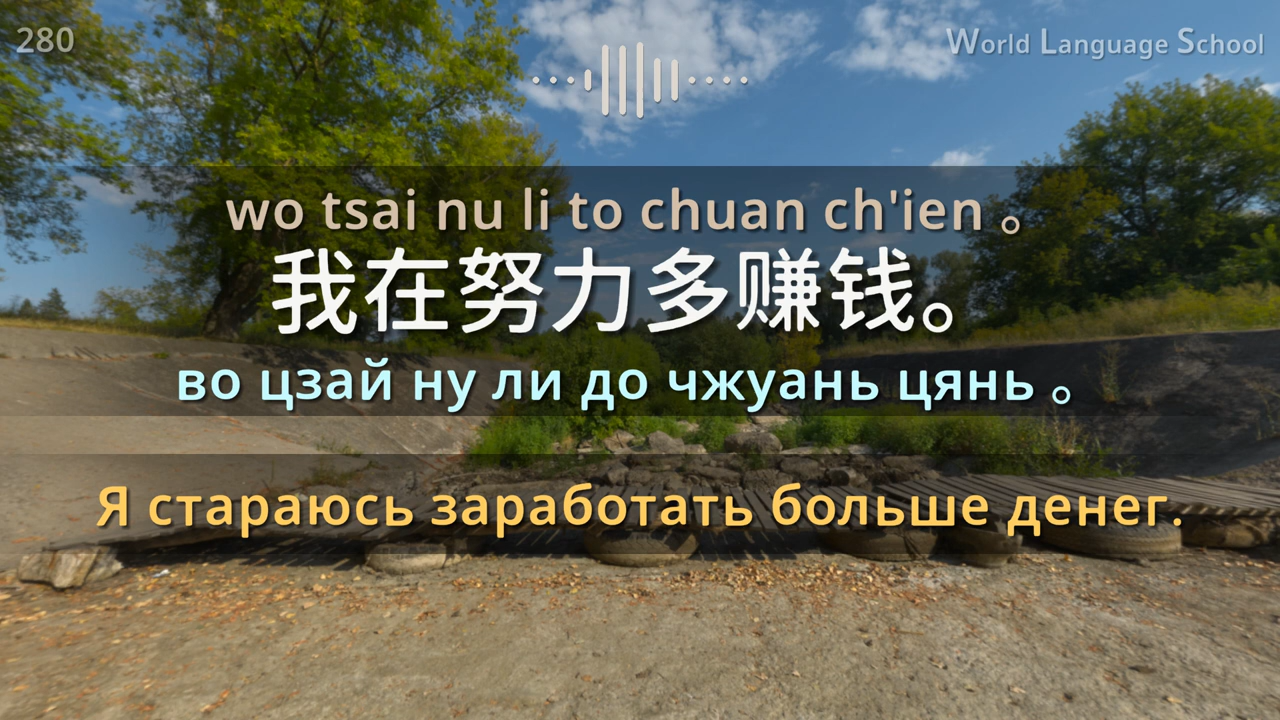 280
World Language School
wo tsai nu li to chuan ch'ien 。
我在努力多赚钱。
во цзай ну ли до чжуань цянь 。
Я стараюсь заработать больше денег.